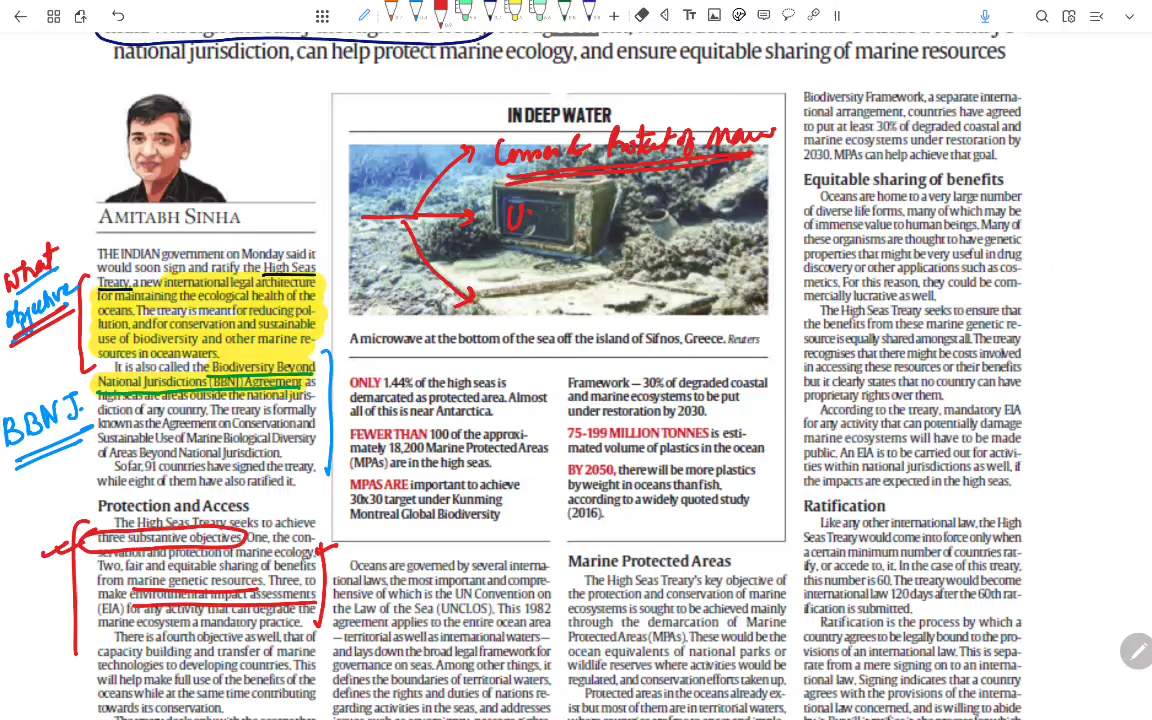 national jurisdiction, can help protect marine ecology, and ensure equitable sharing of marine resources
AMITABH SINHA
THE INDIAN government on Monday said it
would soon sign and ratify the High Seas
Treaty, a new international legal architecture
for maintaining the ecological health of the
oceans. The treaty is meant for reducing pol-
lution, and for conservation and sustainable
use of biodiversity and other marine re-
sources in ocean waters.
It is also called the Biodiversity Beyond
National Jurisdictions (BBNJ) Agreement as
high seas are areas outside the national juris-
diction of any country. The treaty is formally
known as the Agreement on Conservation and
Sustainable Use of Marine Biological Diversity
of Areas Beyond National Jurisdiction.
So far, 91 countries have signed the treaty,
while eight of them have also ratified it.
Protection and Access
The High Seas Treaty seeks to achieve
three substantive objectives. One, the con-
servation and protection of marine ecology.
Two, fair and equitable sharing of benefits
from marine genetic resources. Three, to
make environmental impact assessments
(EIA) for any activity that can degrade the
marine ecosystem a mandatory practice.
There is a fourth objective as well, that of
capacity building and transfer of marine
technologies to developing countries. This
will help make full use of the benefits of the
oceans while at the same time contributing
towards its conservation.
What
objective
BBNJ.
IN DEEP WATER
Protect of
A microwave at the bottom of the sea off the island of Sifnos, Greece. Reuters
ONLY 1.44% of the high seas is
demarcated as protected area. Almost
all of this is near Antarctica.
FEWER THAN 100 of the approxi-
mately 18,200 Marine Protected Areas
(MPAs) are in the high seas.
MPAS ARE important to achieve
30x30 target under Kunming
Montreal Global Biodiversity
Framework — 30% of degraded coastal
and marine ecosystems to be put
under restoration by 2030.
75-199 MILLION TONNES is esti-
mated volume of plastics in the ocean
BY 2050, there will be more plastics
by weight in oceans than fish,
according to a widely quoted study
(2016).
Oceans are governed by several interna-
tional laws, the most important and compre-
hensive of which is the UN Convention on
the Law of the Sea (UNCLOS). This 1982
agreement applies to the entire ocean area
— territorial as well as international waters —
and lays down the broad legal framework for
governance on seas. Among other things, it
defines the boundaries of territorial waters,
defines the rights and duties of nations re-
garding activities in the seas, and addresses
Marine Protected Areas
The High Seas Treaty's key objective of
the protection and conservation of marine
ecosystems is sought to be achieved mainly
through the demarcation of Marine
Protected Areas (MPAs). These would be the
ocean equivalents of national parks or
wildlife reserves where activities would be
regulated, and conservation efforts taken up.
Protected areas in the oceans already ex-
ist but most of them are in territorial waters,
Biodiversity Framework, a separate interna-
tional arrangement, countries have agreed
to put at least 30% of degraded coastal and
marine ecosystems under restoration by
2030. MPAs can help achieve that goal.
Equitable sharing of benefits
Oceans are home to a very large number
of diverse life forms, many of which may be
of immense value to human beings. Many of
these organisms are thought to have genetic
properties that might be very useful in drug
discovery or other applications such as cos-
metics. For this reason, they could be com-
mercially lucrative as well.
The High Seas Treaty seeks to ensure that
the benefits from these marine genetic re-
source is equally shared amongst all. The treaty
recognises that there might be costs involved
in accessing these resources or their benefits
but it clearly states that no country can have
proprietary rights over them.
According to the treaty, mandatory EIA
for any activity that can potentially damage
marine ecosystems will have to be made
public. An EIA is to be carried out for activi-
ties within national jurisdictions as well, if
the impacts are expected in the high seas.
Ratification
Like any other international law, the High
Seas Treaty would come into force only when
a certain minimum number of countries rat-
ify, or accede to, it. In the case of this treaty,
this number is 60. The treaty would become
international law 120 days after the 60th rat-
ification is submitted.
Ratification is the process by which a
country agrees to be legally bound to the pro-
visions of an international law. This is sepa-
rate from a mere signing on to an interna-
tional law. Signing indicates that a country
agrees with the provisions of the interna-
tional law, and is willing to abide